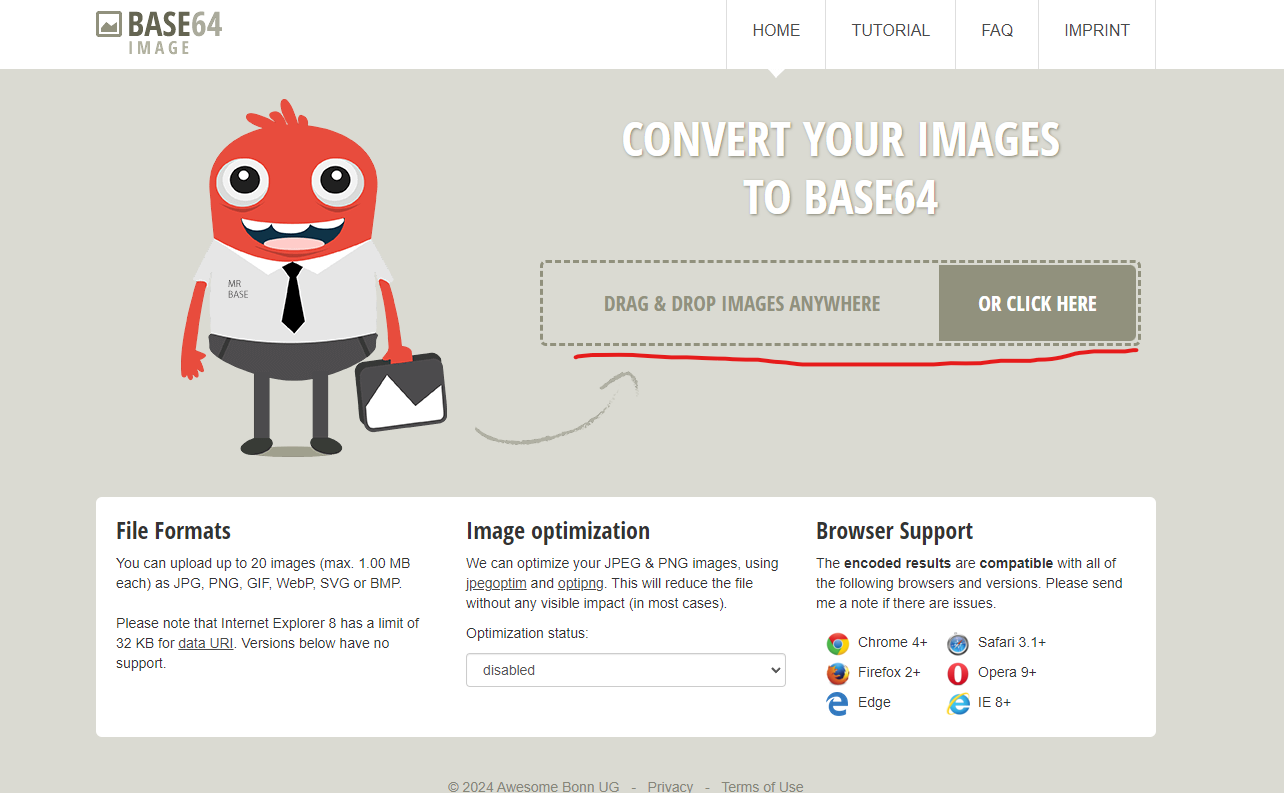 BASE64
IMAGE
HOME
TUTORIAL
FAQ
IMPRINT
CONVERT YOUR IMAGES
TO BASE64
MR
BASE
DRAG & DROP IMAGES ANYWHERE
OR CLICK HERE
File Formats
You can upload up to 20 images (max. 1.00 MB
each) as JPG, PNG, GIF, WebP, SVG or BMP.
Please note that Internet Explorer 8 has a limit of
32 KB for data URI. Versions below have no
support.
Image optimization
We can optimize your JPEG & PNG images, using
jpegoptim and optipng. This will reduce the file
without any visible impact (in most cases).
Optimization status:
disabled
Browser Support
The encoded results are compatible with all of
the following browsers and versions. Please send
me a note if there are issues.
Chrome 4+
Safari 3.1+
Firefox 2+
Opera 9+
Edge
IE 8+
© 2024 Awesome Bonn UG - Privacy - Terms of Use